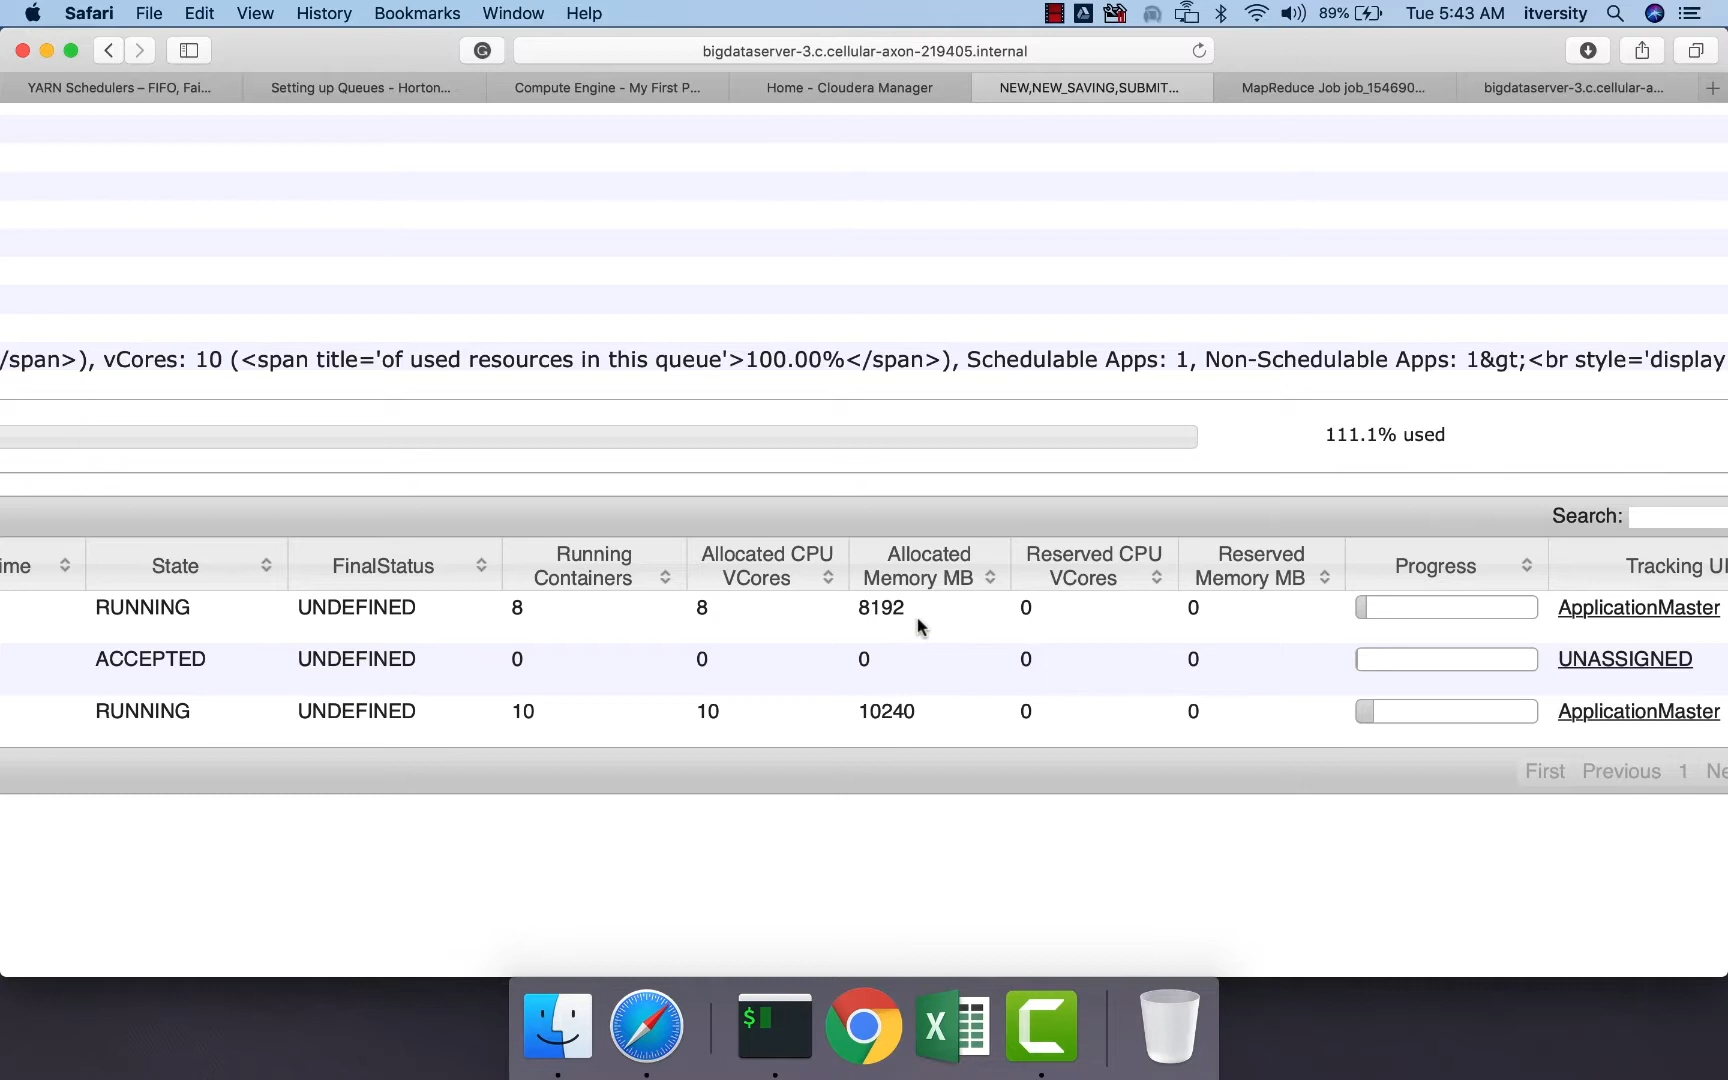 Safari File Edit View History Bookmarks Window Help 89% Tue 5:43 AM itversity
bigdataserver-3.c.cellular-axon-219405.internal
YARN Schedulers – FIFO, Fai... Setting up Queues - Horton... Compute Engine - My First P... Home - Cloudera Manager NEW,NEW_SAVING,SUBMIT... MapReduce Job job_154690... bigdataserver-3.c.cellular-a...
/span>), vCores: 10 (<span title='of used resources in this queue'>100.00%</span>), Schedulable Apps: 1, Non-Schedulable Apps: 1&gt;<br style='display
111.1% used
Search:
ime State FinalStatus Running Containers Allocated CPU VCores Allocated Memory MB Reserved CPU VCores Reserved Memory MB Progress Tracking UI
RUNNING UNDEFINED 8 8 8192 0 0 ApplicationMaster
ACCEPTED UNDEFINED 0 0 0 0 0 UNASSIGNED
RUNNING UNDEFINED 10 10 10240 0 0 ApplicationMaster
First Previous 1 Ne